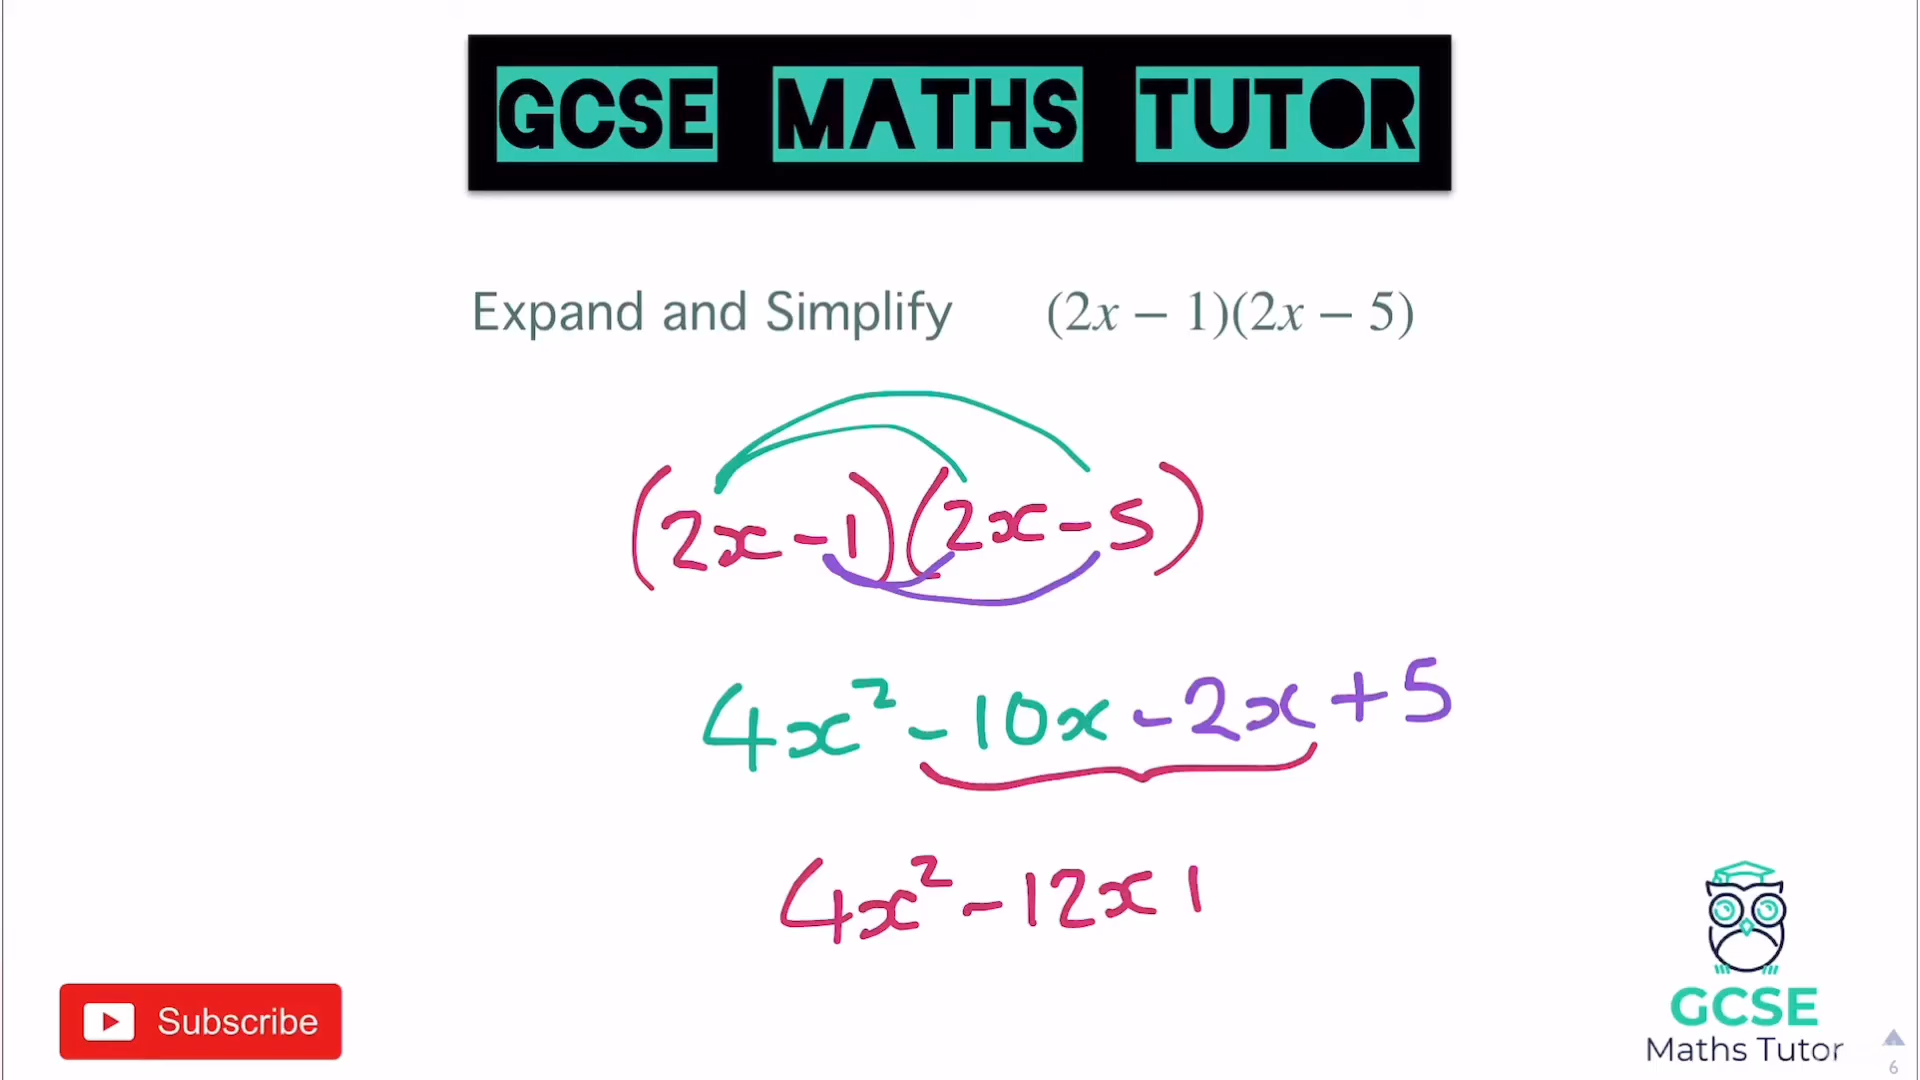 GCSE MATHS TUTOR
Expand and Simplify (2x − 1)(2x − 5)
(2x − 1)(2x − 5)
4x² − 10x − 2x + 5
4x² − 12x 1
Subscribe
GCSE
Maths Tutor
6